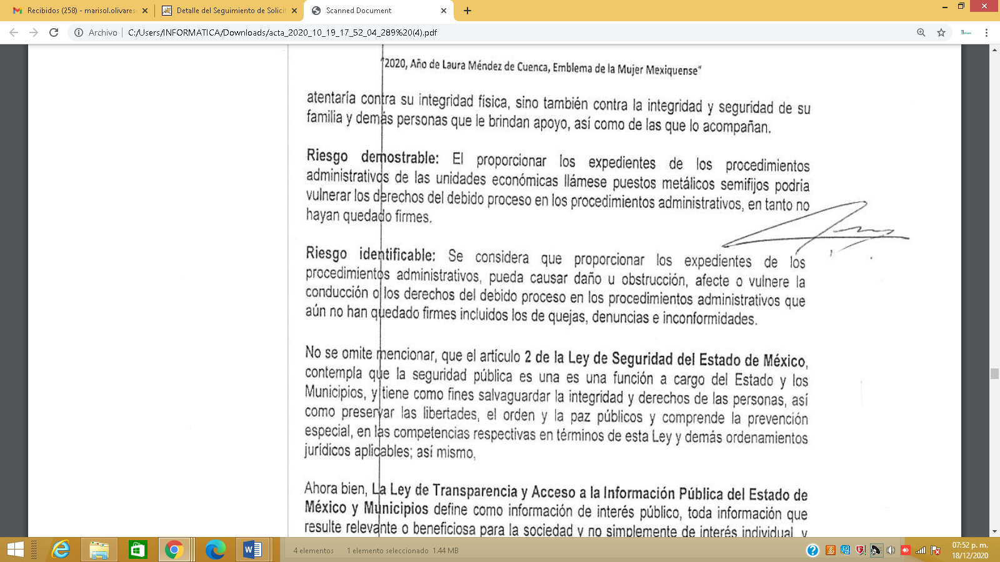 Recibidos (258) - marisol.olivares
Detalle del Seguimiento de Solicit
Scanned Document
Archivo
C:/Users/INFORMATICA/Downloads/acta_2020_10_19_17_52_04_289%20(4).pdf
"2020, Año de Laura Méndez de Cuenca, Emblema de la Mujer Mexiquense"
atentaría contra su integridad física, sino también contra la integridad y seguridad de su
familia y demás personas que le brindan apoyo, así como de las que lo acompañan.
Riesgo demostrable: El proporcionar los expedientes de los procedimientos
administrativos de las unidades económicas llámese puestos metálicos semifijos podría
vulnerar los derechos del debido proceso en los procedimientos administrativos, en tanto no
hayan quedado firmes.
Riesgo identificable: Se considera que proporcionar los expedientes de los
procedimientos administrativos, pueda causar daño u obstrucción, afecte o vulnere la
conducción o los derechos del debido proceso en los procedimientos administrativos que
aún no han quedado firmes incluidos los de quejas, denuncias e inconformidades.
No se omite mencionar, que el artículo 2 de la Ley de Seguridad del Estado de México,
contempla que la seguridad pública es una es una función a cargo del Estado y los
Municipios, y tiene como fines salvaguardar la integridad y derechos de las personas, así
como preservar las libertades, el orden y la paz públicos y comprende la prevención
especial, en las competencias respectivas en términos de esta Ley y demás ordenamientos
jurídicos aplicables; así mismo,
Ahora bien, La Ley de Transparencia y Acceso a la Información Pública del Estado de
México y Municipios define como información de interés público, toda información que
resulte relevante o beneficiosa para la sociedad y no simplemente de interés individual, y
4 elementos
1 elemento seleccionado 1.44 MB
07:52 p. m.
18/12/2020